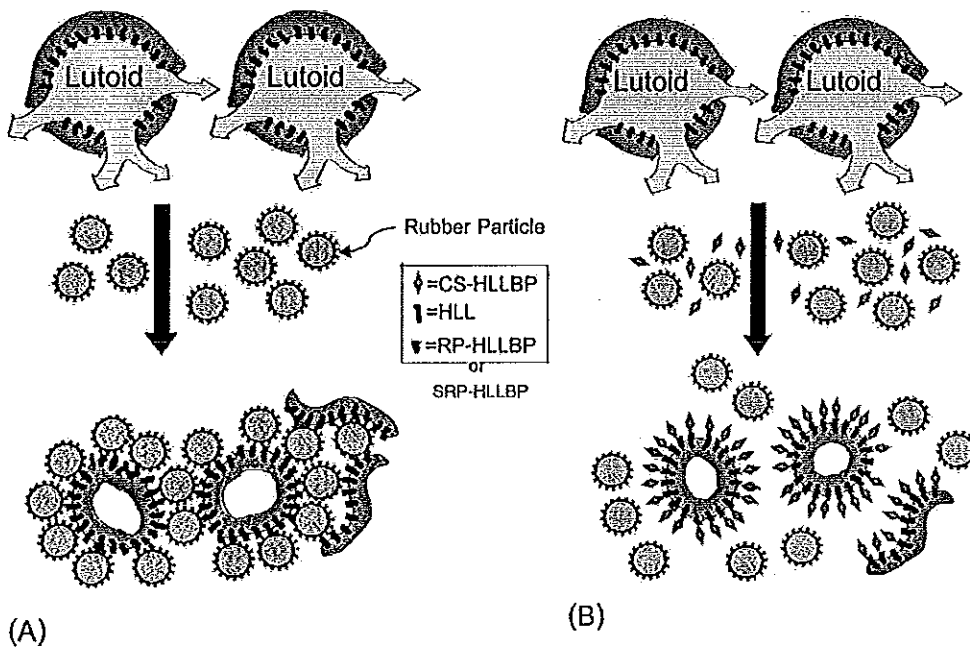 Lutoid Lutoid Lutoid Lutoid
Rubber Particle
=CS-HLLBP
=HLL
=RP-HLLBP
or
SRP-HLLBP
(A)
(B)